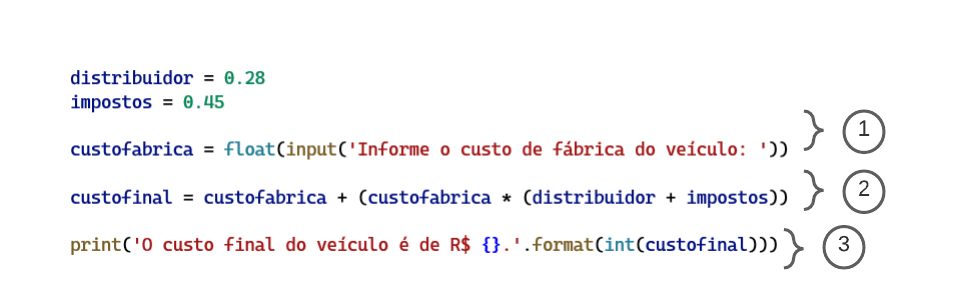 distribuidor = 0.28
impostos = 0.45
custofabrica = float(input('Informe o custo de fábrica do veículo: '))
1
custofinal = custofabrica + (custofabrica * (distribuidor + impostos))
2
print('O custo final do veículo é de R$ {}.'.format(int(custofinal)))
3